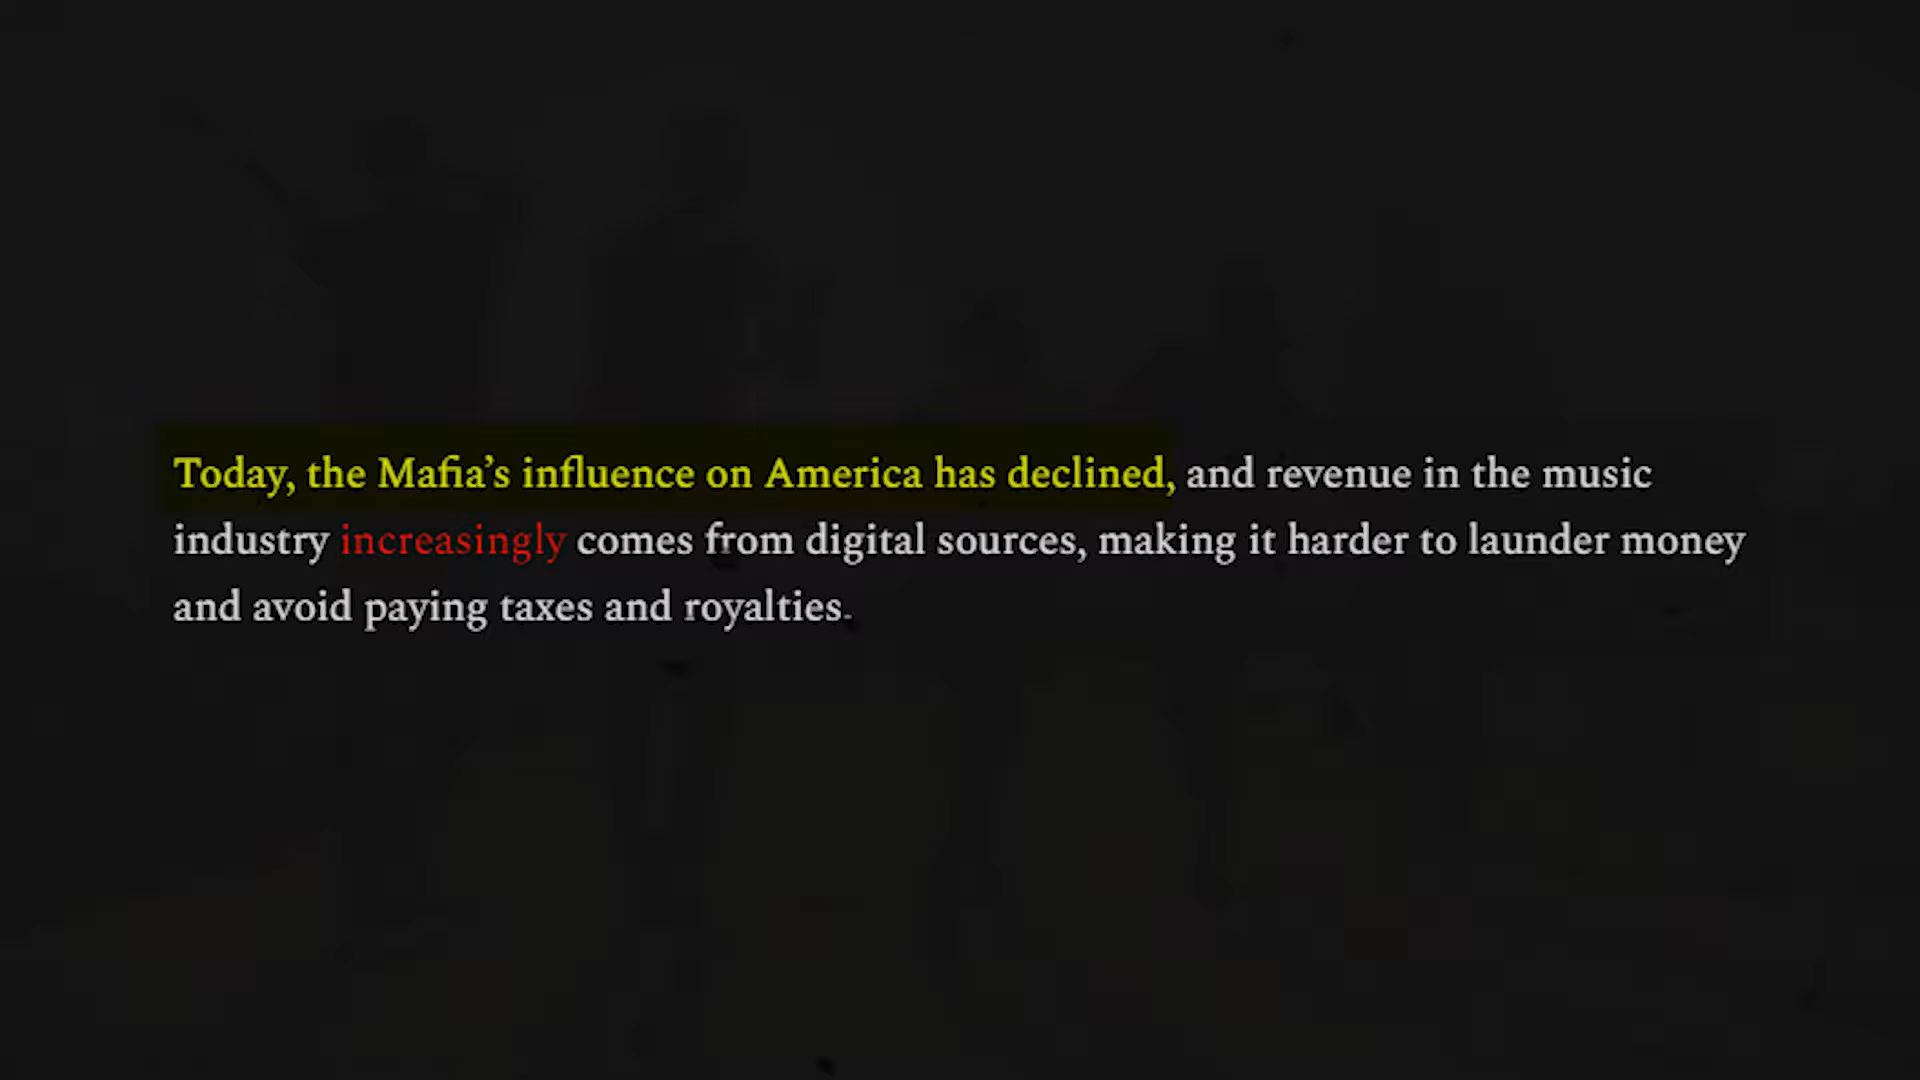 Today, the Mafia’s influence on America has declined, and revenue in the music
industry increasingly comes from digital sources, making it harder to launder money
and avoid paying taxes and royalties.